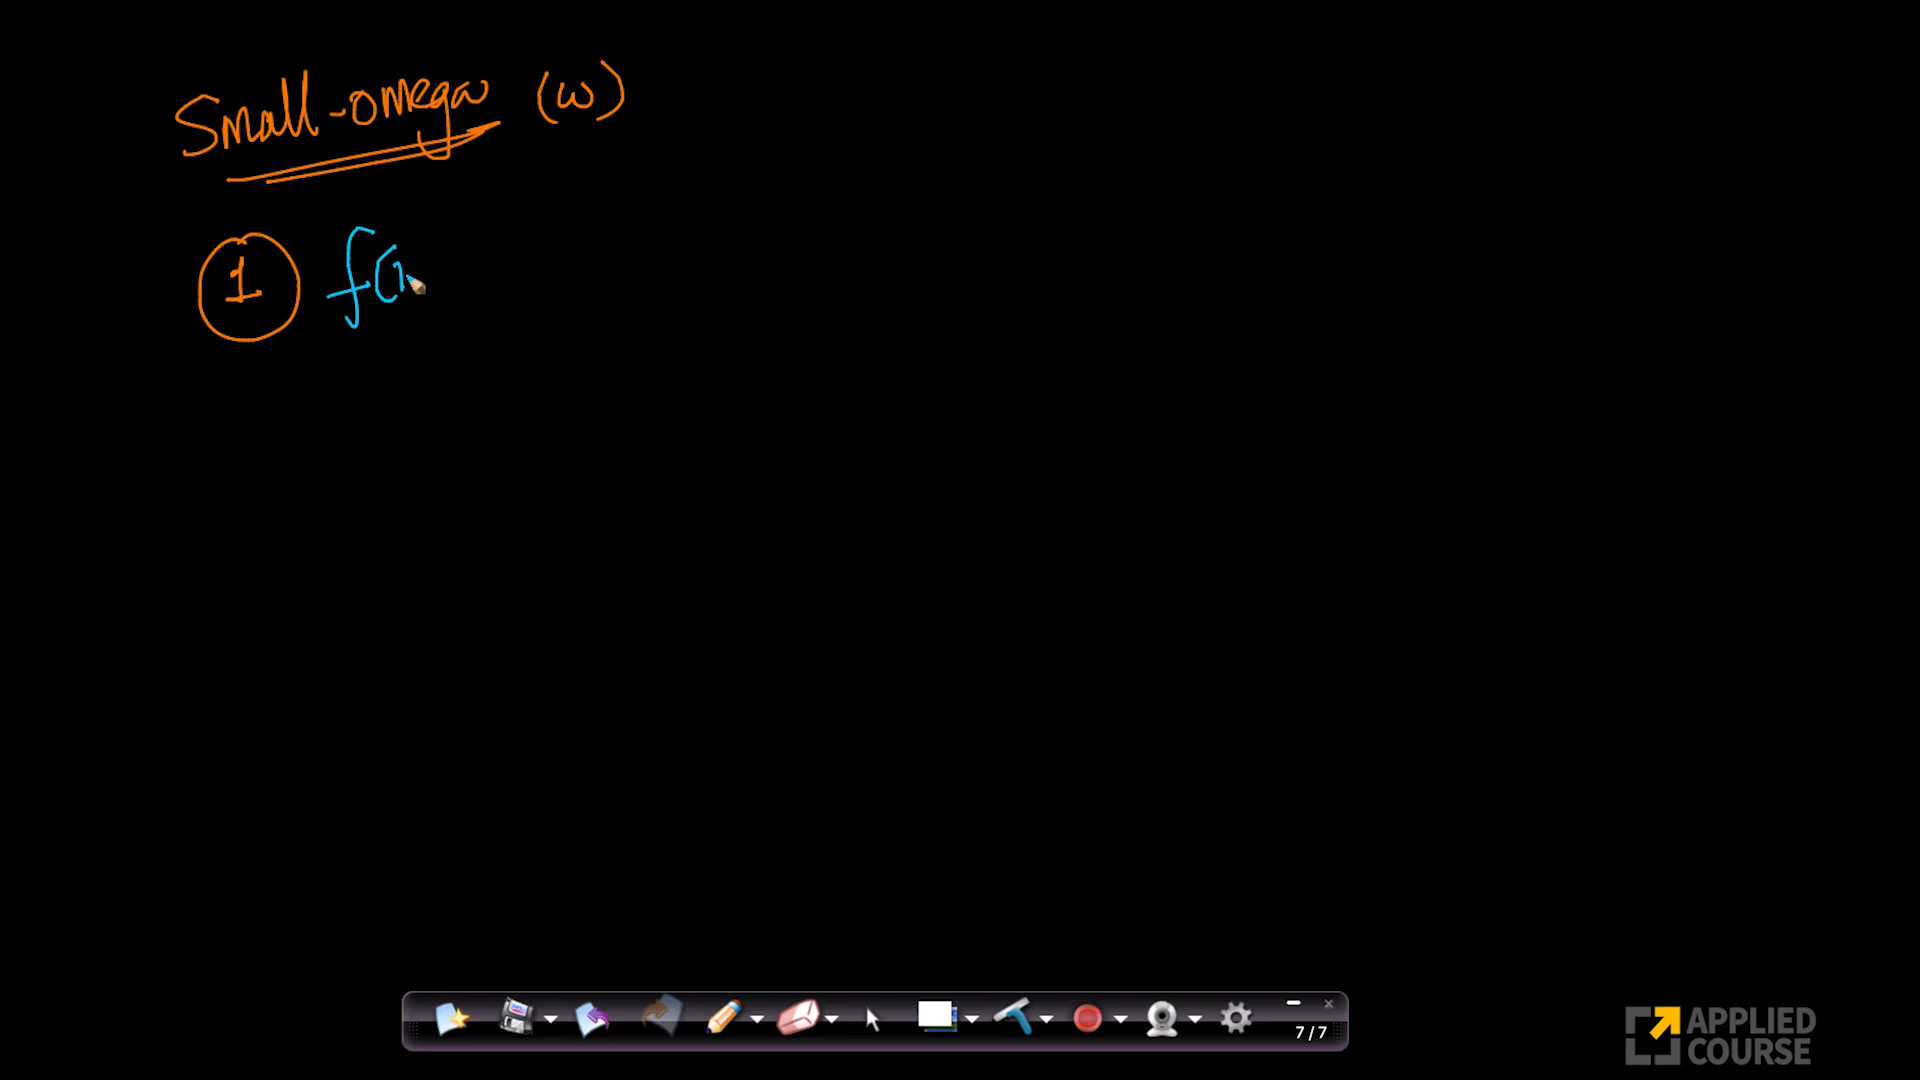 Small-omega (ω)
1 f(n
7/7
APPLIED
COURSE